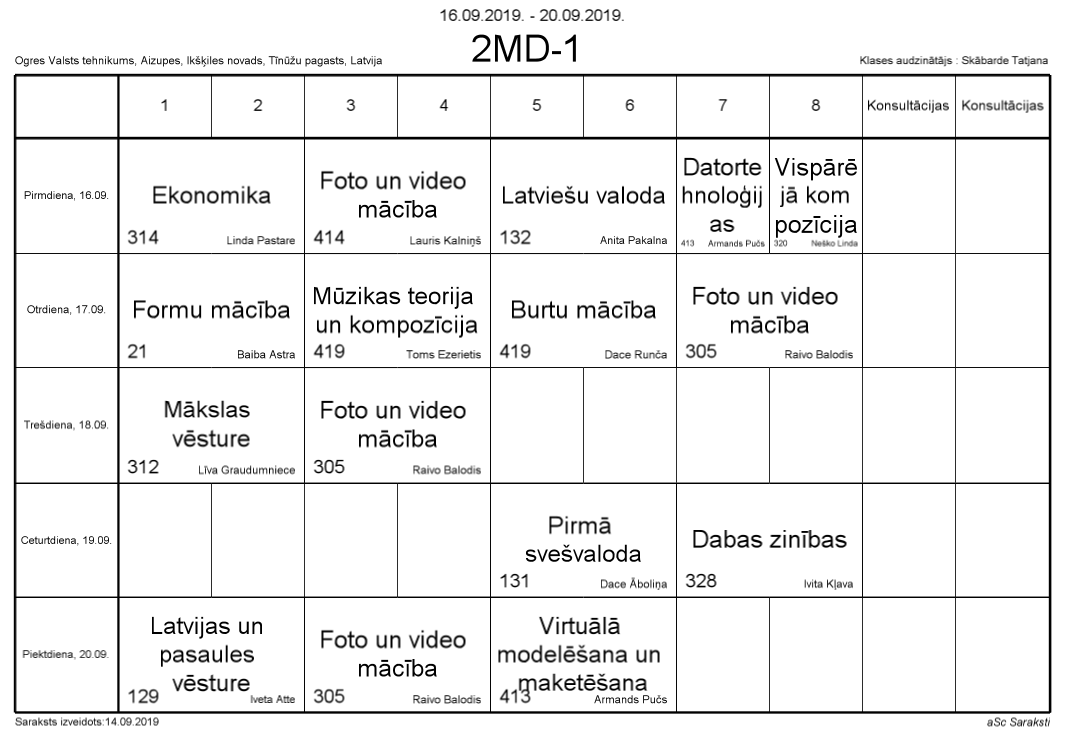 16.09.2019. - 20.09.2019.
2MD-1
Ogres Valsts tehnikums, Aizupes, Ikšķiles novads, Tīnūžu pagasts, Latvija
Klases audzinātājs : Skābarde Tatjana
1 2 3 4 5 6 7 8 Konsultācijas Konsultācijas
Pirmdiena, 16.09.
Ekonomika
314 Linda Pastare
Foto un video
mācība
414 Lauris Kalniņš
Latviešu valoda
132 Anita Pakalna
Datorte
hnoloģij
as
413 Armands Pučs
Vispārē
jā kom
pozīcija
320 Neško Linda
Otrdiena, 17.09.
Formu mācība
21 Baiba Astra
Mūzikas teorija
un kompozīcija
419 Toms Ezerietis
Burtu mācība
419 Dace Runča
Foto un video
mācība
305 Raivo Balodis
Trešdiena, 18.09.
Mākslas
vēsture
312 Līva Graudumniece
Foto un video
mācība
305 Raivo Balodis
Ceturtdiena, 19.09.
Pirmā
svešvaloda
131 Dace Āboliņa
Dabas zinības
328 Ivita Kļava
Piektdiena, 20.09.
Latvijas un
pasaules
vēsture
129 Iveta Atte
Foto un video
mācība
305 Raivo Balodis
Virtuālā
modelēšana un
maketēšana
413 Armands Pučs
Saraksts izveidots:14.09.2019
aSc Saraksti